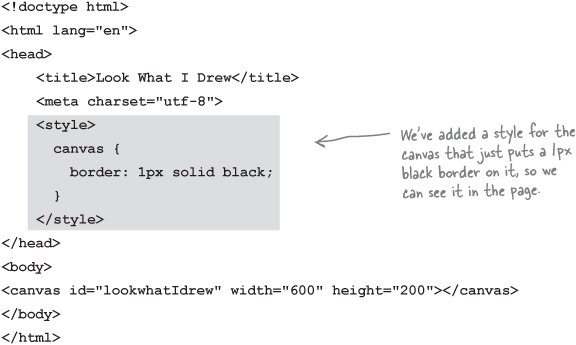 <!doctype html>
<html lang="en">
<head>
    <title>Look What I Drew</title>
    <meta charset="utf-8">
    <style>
      canvas {
        border: 1px solid black;
      }
    </style>
</head>
<body>
<canvas id="lookwhatIdrew" width="600" height="200"></canvas>
</body>
</html>
We've added a style for the
canvas that just puts a 1px
black border on it, so we
can see it in the page.